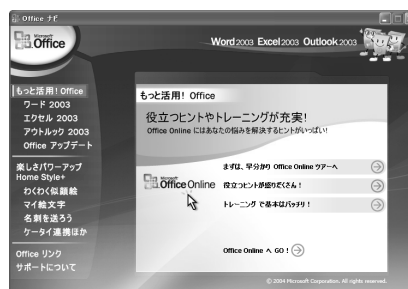 Office ナビ
Microsoft
Office
Word 2003 Excel 2003 Outlook 2003
もっと活用! Office
ワード 2003
エクセル 2003
アウトルック 2003
Office アップデート
楽しさパワーアップ
Home Style+
わくわく似顔絵
マイ絵文字
名刺を送ろう
ケータイ連携ほか
Office リンク
サポートについて
もっと活用! Office
役立つヒントやトレーニングが充実!
Office Online にはあなたの悩みを解決するヒントがいっぱい!
Microsoft
Office Online
まずは、早分かり Office Online ツアーへ
役立つヒントが盛りだくさん!
トレーニング で基本はバッチリ!
Office Online へ GO!
© 2004 Microsoft Corporation. All rights reserved.